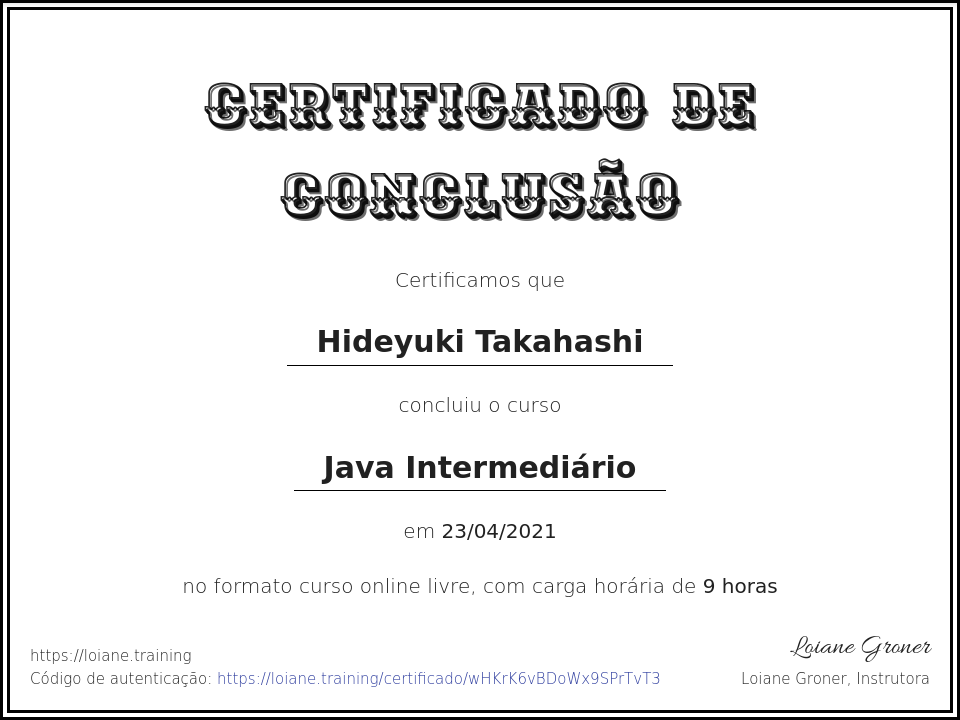 CERTIFICADO DE
CONCLUSÃO
Certificamos que
Hideyuki Takahashi
concluiu o curso
Java Intermediário
em 23/04/2021
no formato curso online livre, com carga horária de 9 horas
Loiane Groner
https://loiane.training
Código de autenticação: https://loiane.training/certificado/wHKrK6vBDoWx9SPrTvT3
Loiane Groner, Instrutora